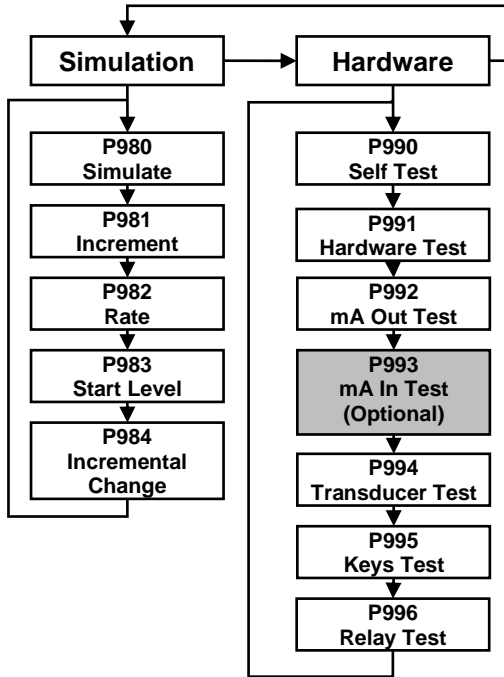 Simulation
P980
Simulate
P981
Increment
P982
Rate
P983
Start Level
P984
Incremental
Change
Hardware
P990
Self Test
P991
Hardware Test
P992
mA Out Test
P993
mA In Test
(Optional)
P994
Transducer Test
P995
Keys Test
P996
Relay Test